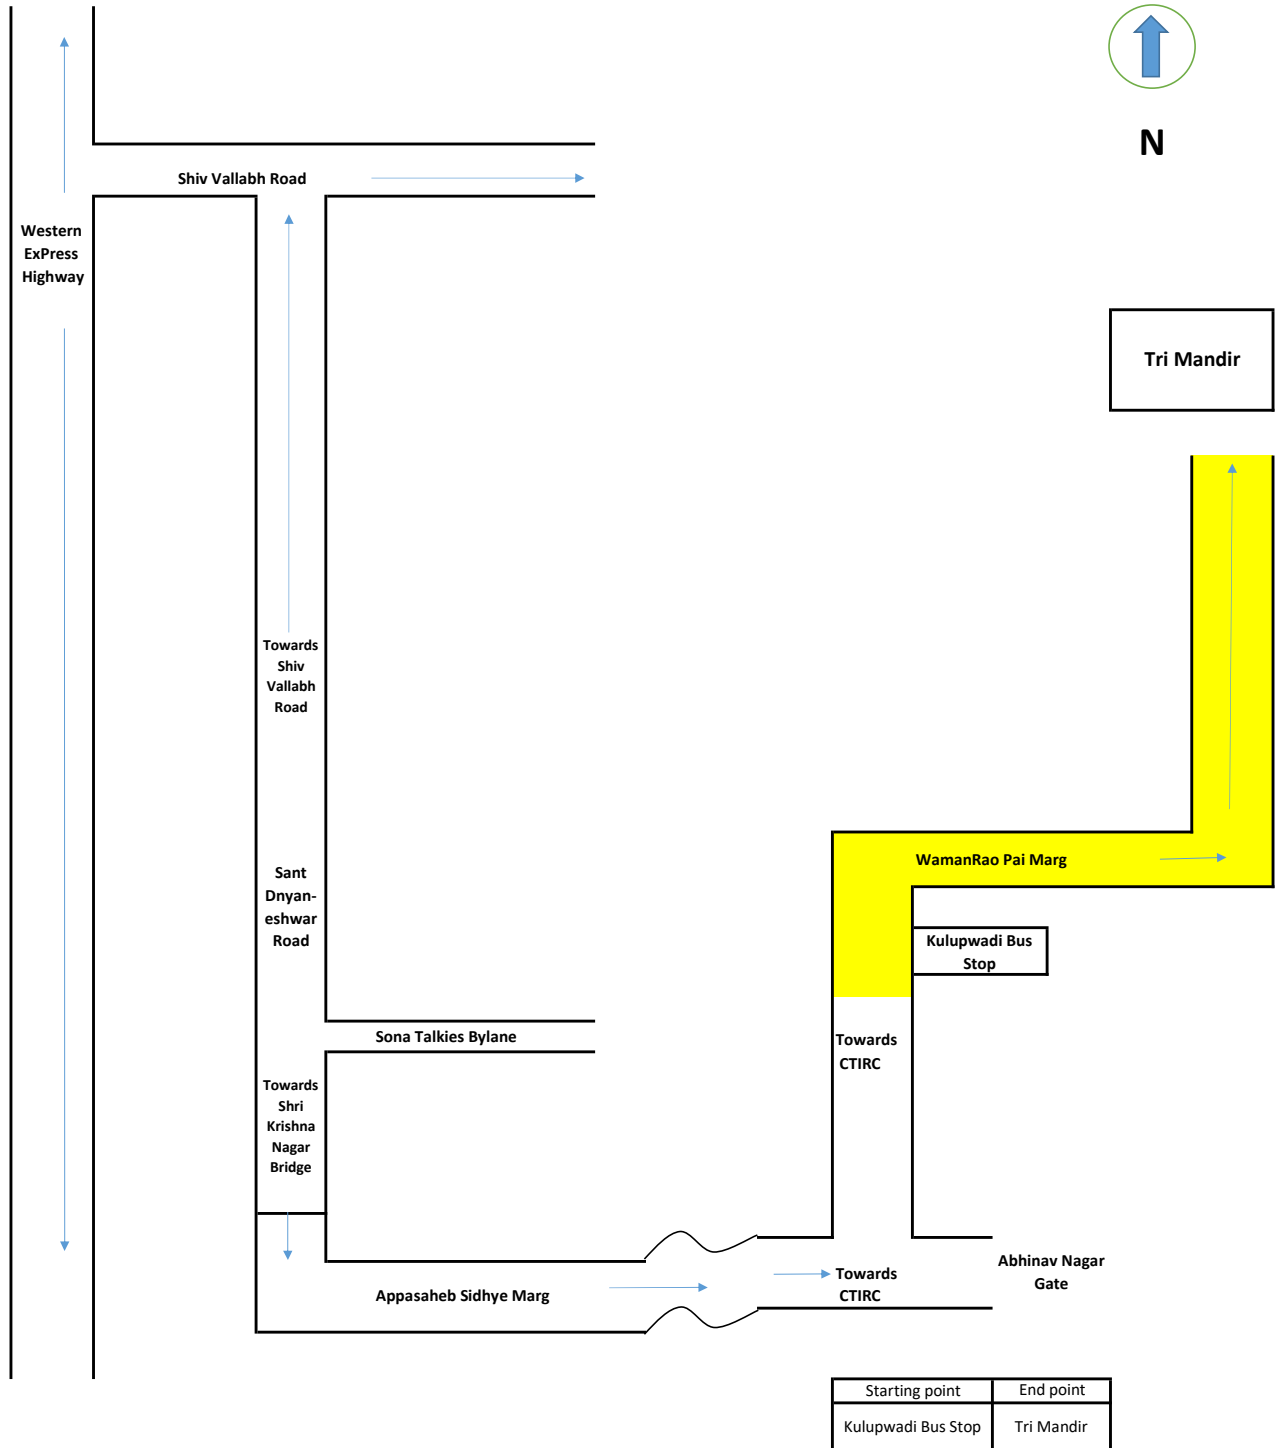 N
Shiv Vallabh Road
Western
ExPress
Highway
Tri Mandir
Towards
Shiv
Vallabh
Road
WamanRao Pai Marg
Sant
Dnyan-
eshwar
Road
Kulupwadi Bus
Stop
Sona Talkies Bylane
Towards
CTIRC
Towards
Shri
Krishna
Nagar
Bridge
Abhinav Nagar
Gate
Towards
CTIRC
Appasaheb Sidhye Marg
Starting point End point
Kulupwadi Bus Stop Tri Mandir